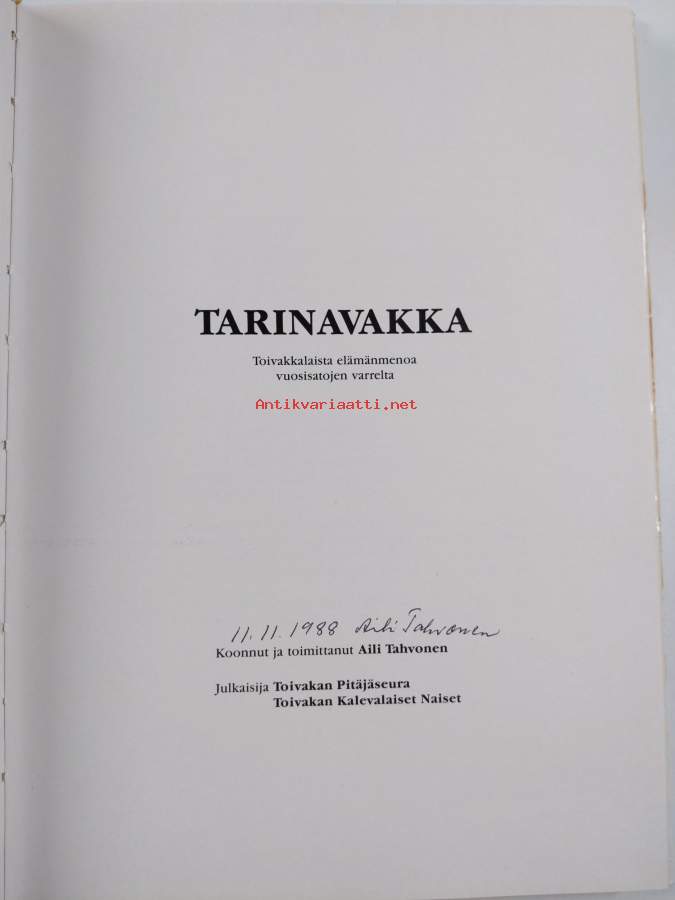 TARINAVAKKA
Toivakkalaista elämänmenoa
vuosisatojen varrelta
Antikvariaatti.net
11.11.1988 Aili Tahvonen
Koonnut ja toimittanut Aili Tahvonen
Julkaisija Toivakan Pitäjäseura
Toivakan Kalevalaiset Naiset